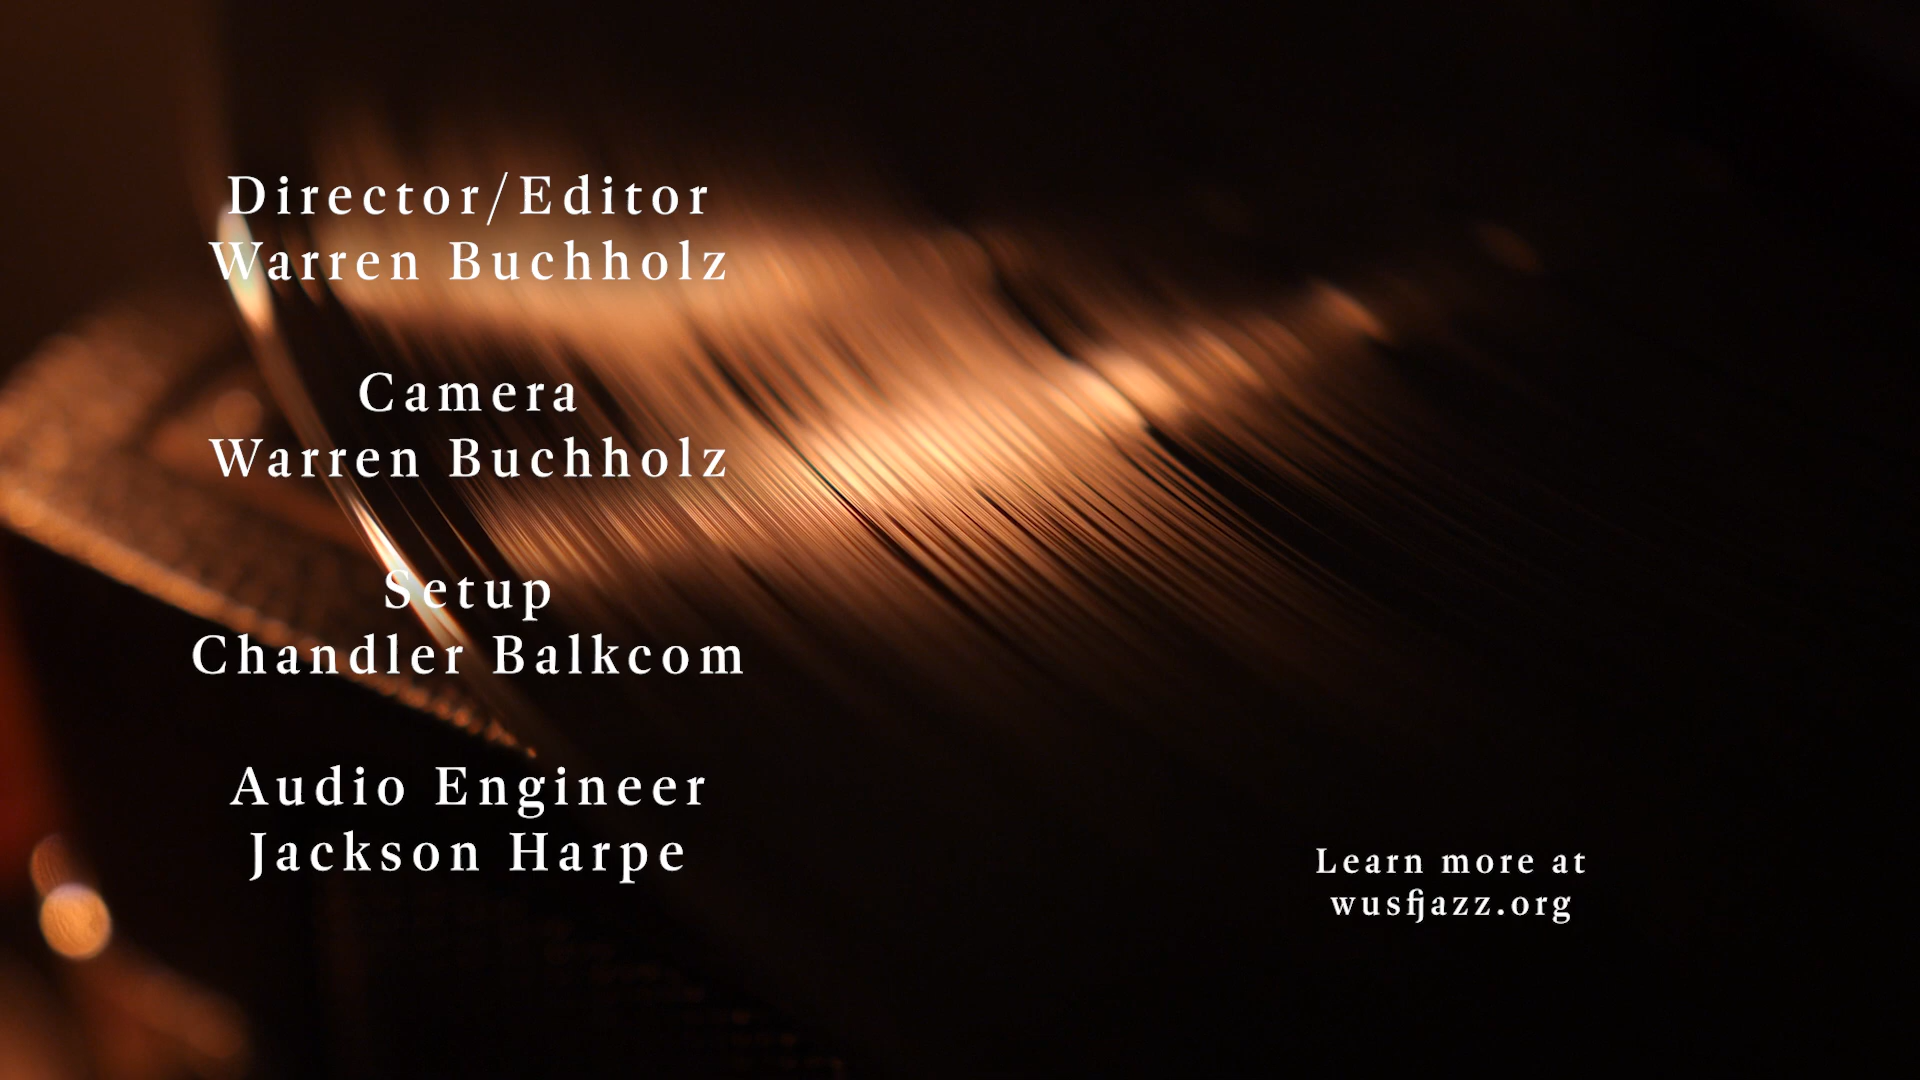 Director/Editor
Warren Buchholz
Camera
Warren Buchholz
Setup
Chandler Balkcom
Audio Engineer
Jackson Harpe
Learn more at
wusfjazz.org